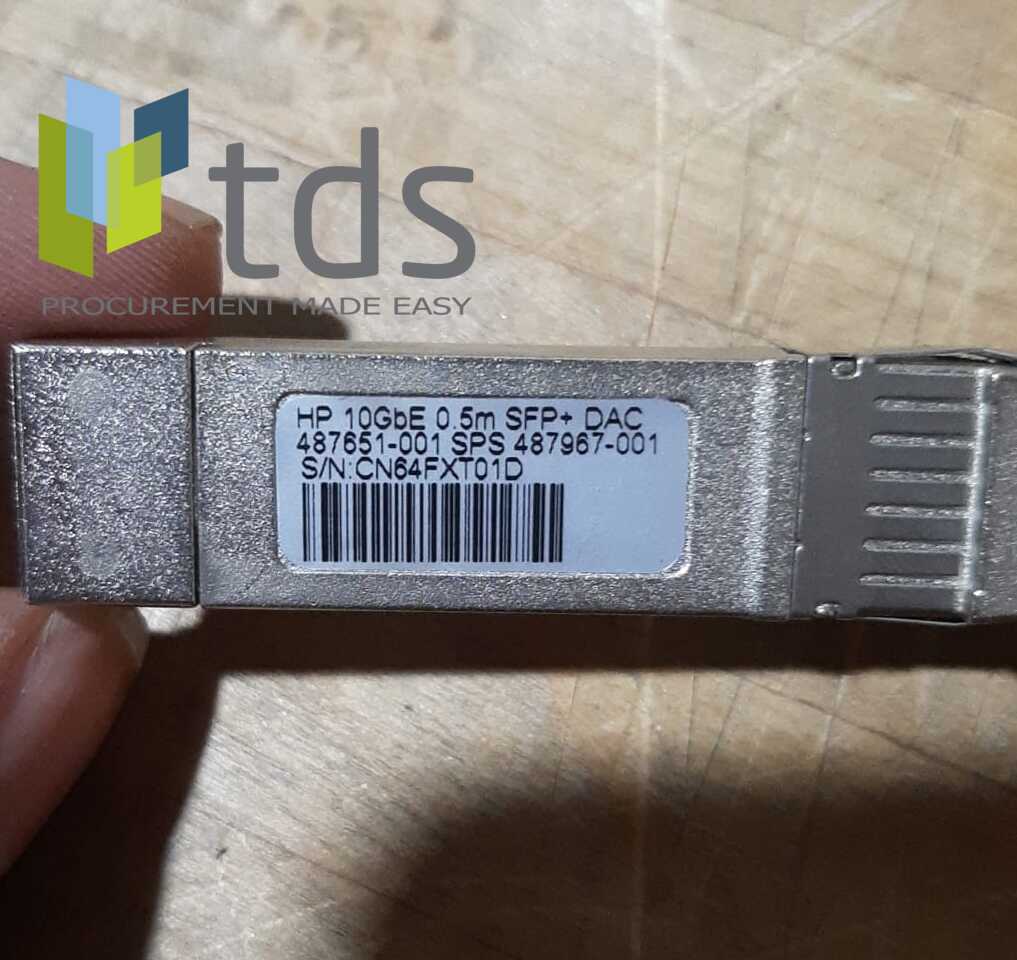 tds
PROCUREMENT MADE EASY
HP 10GbE 0.5m SFP+ DAC
487651-001 SPS 487967-001
S/N:CN64FXT01D